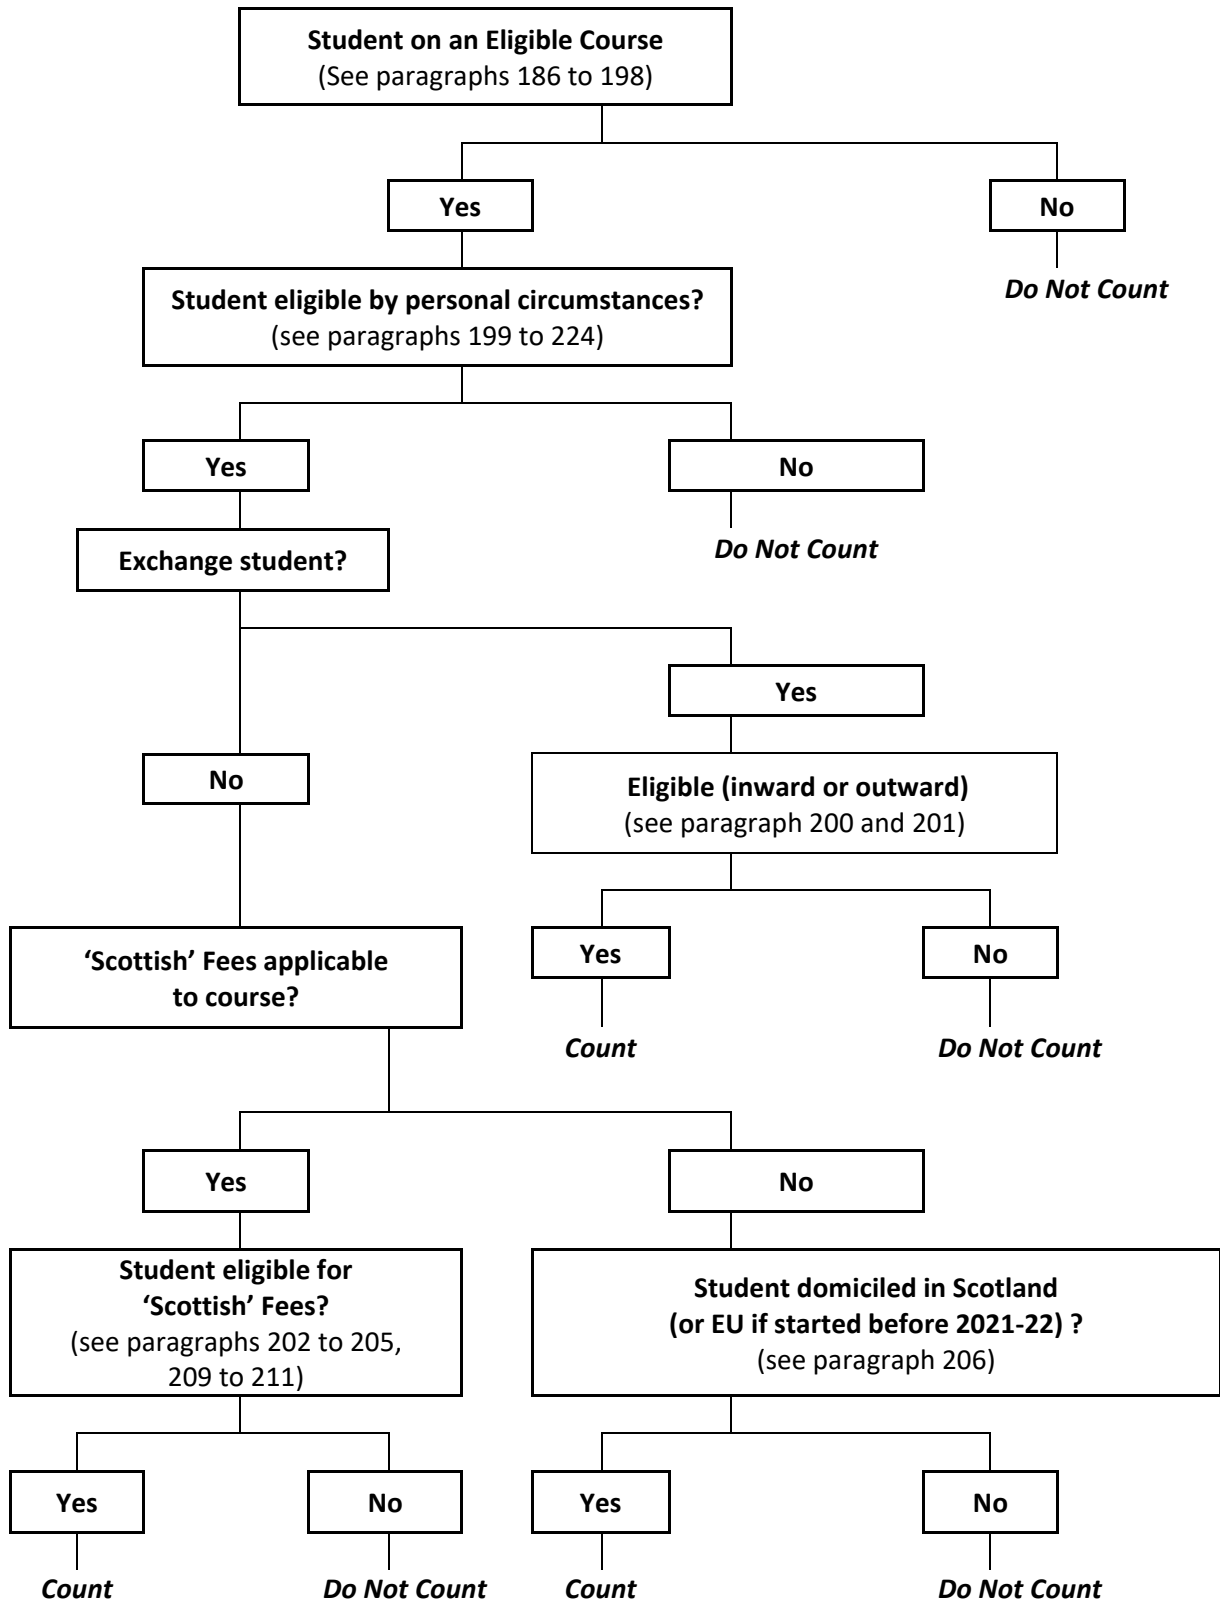 Student on an Eligible Course
(See paragraphs 186 to 198)
Yes
No
Do Not Count
Student eligible by personal circumstances?
(see paragraphs 199 to 224)
Yes
No
Do Not Count
Exchange student?
Yes
No
Eligible (inward or outward)
(see paragraph 200 and 201)
Yes
No
Count
Do Not Count
‘Scottish’ Fees applicable
to course?
Yes
No
Student eligible for
‘Scottish’ Fees?
(see paragraphs 202 to 205,
209 to 211)
Student domiciled in Scotland
(or EU if started before 2021-22) ?
(see paragraph 206)
Yes
No
Yes
No
Count
Do Not Count
Count
Do Not Count